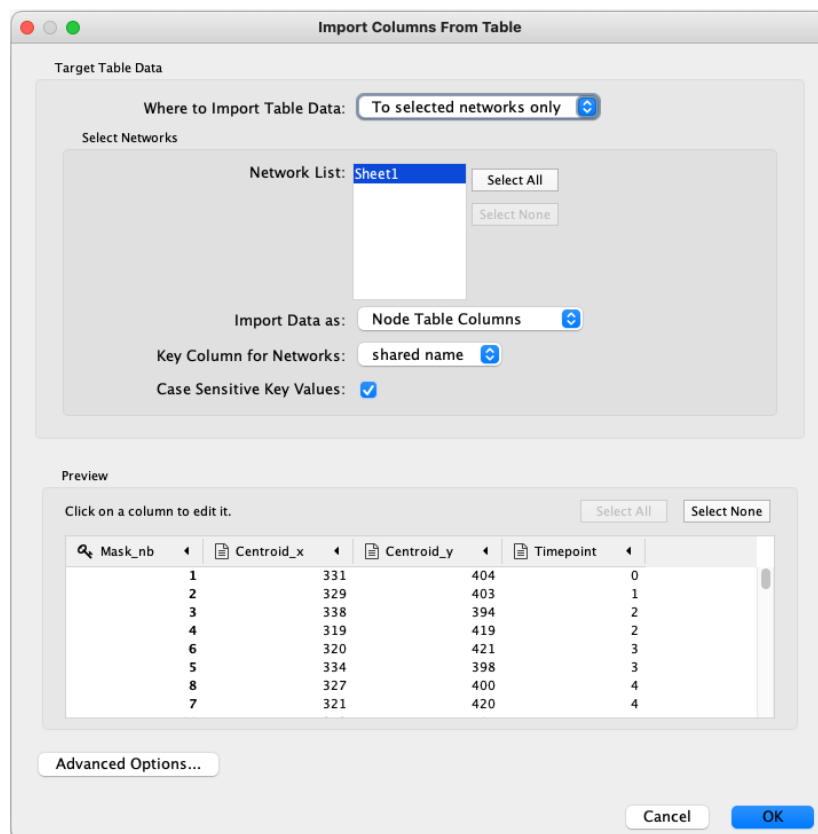 Import Columns From Table
Target Table Data
Where to Import Table Data: To selected networks only
Select Networks
Network List: Sheet1 Select All
Select None
Import Data as: Node Table Columns
Key Column for Networks: shared name
Case Sensitive Key Values:
Preview
Click on a column to edit it. Select All Select None
Mask_nb Centroid_x Centroid_y Timepoint
1 331 404 0
2 329 403 1
3 338 394 2
4 319 419 2
6 320 421 3
5 334 398 3
8 327 400 4
7 321 420 4
Advanced Options...
Cancel OK